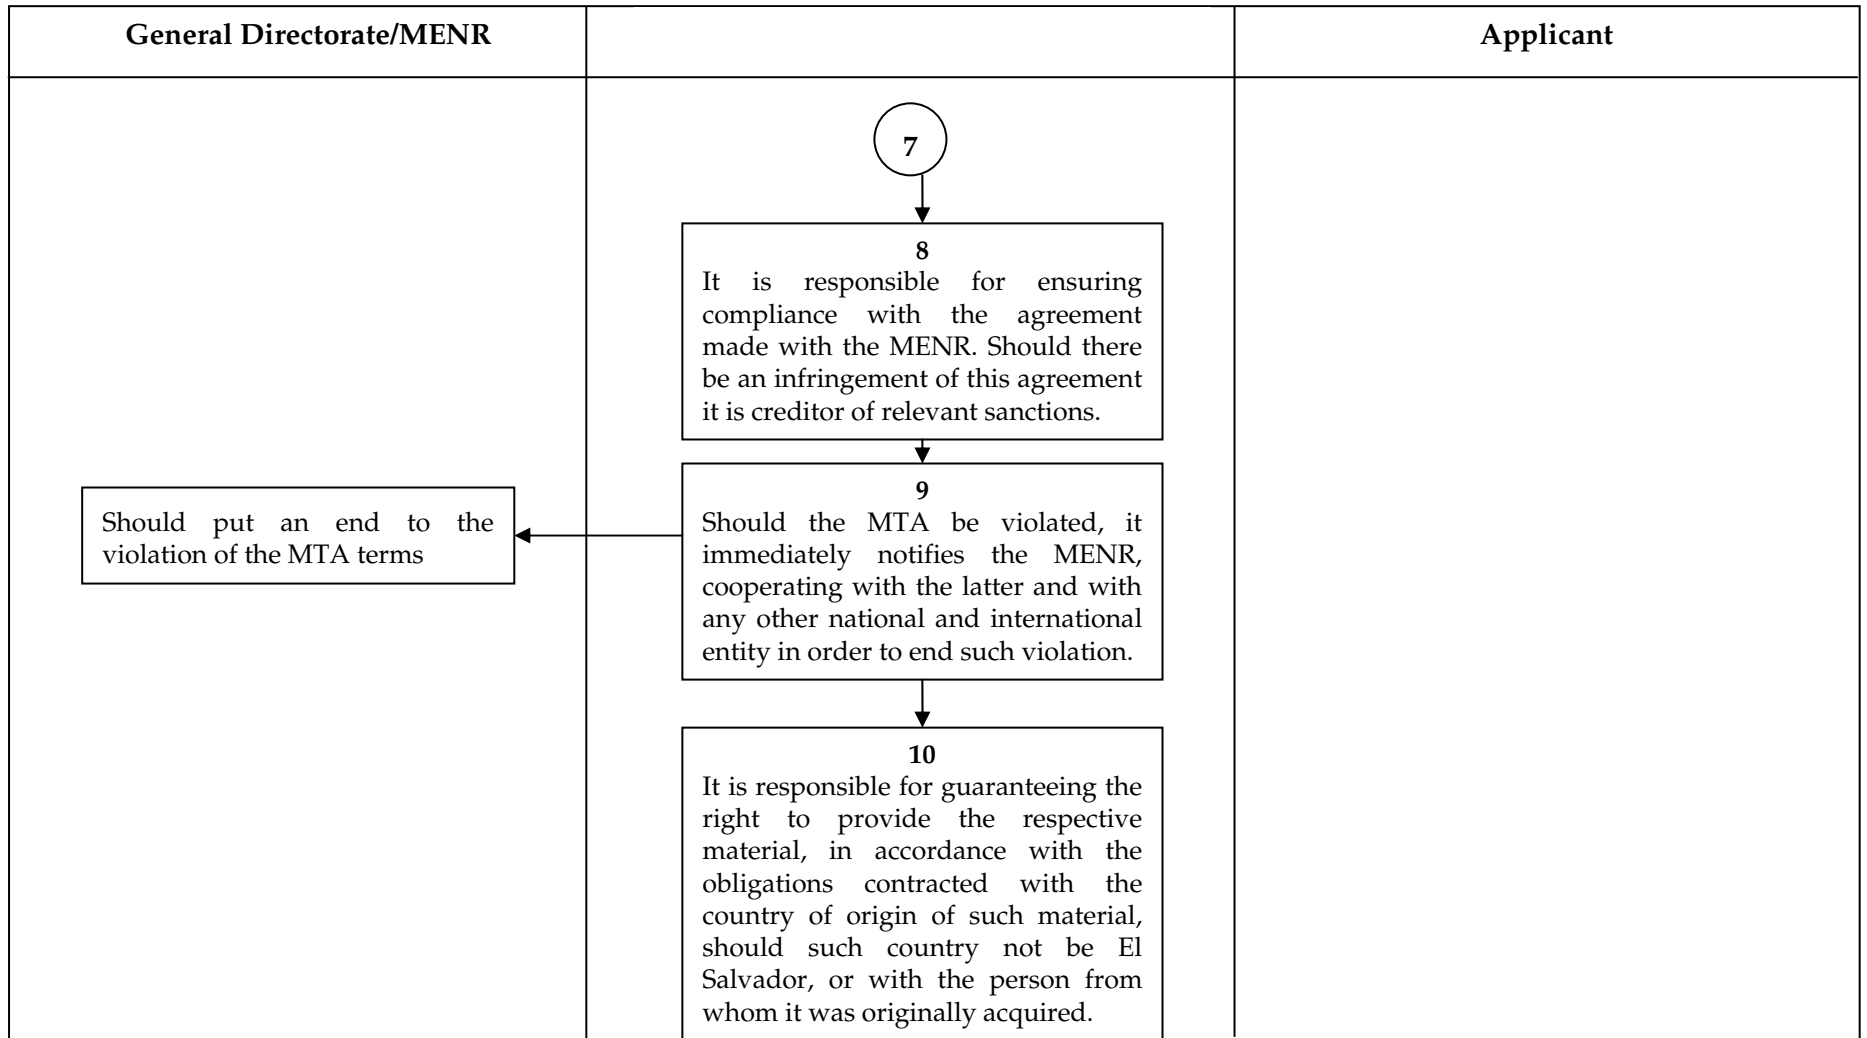 General Directorate/MENR
Applicant
7
8
It is responsible for ensuring
compliance with the agreement
made with the MENR. Should there
be an infringement of this agreement
it is creditor of relevant sanctions.
9
Should the MTA be violated, it
immediately notifies the MENR,
cooperating with the latter and with
any other national and international
entity in order to end such violation.
Should put an end to the
violation of the MTA terms
10
It is responsible for guaranteeing the
right to provide the respective
material, in accordance with the
obligations contracted with the
country of origin of such material,
should such country not be El
Salvador, or with the person from
whom it was originally acquired.